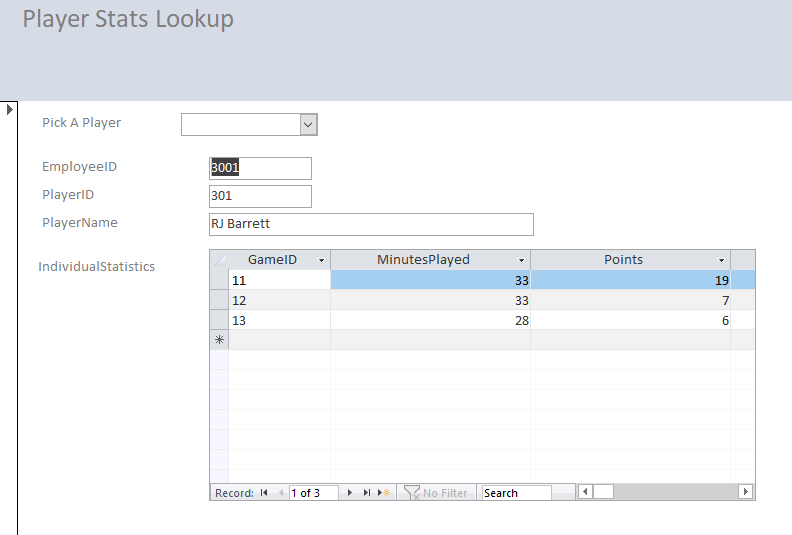 Player Stats Lookup
Pick A Player
EmployeeID 3001
PlayerID 301
PlayerName RJ Barrett
IndividualStatistics
GameID MinutesPlayed Points
11 33 19
12 33 7
13 28 6
Record: 1 of 3 No Filter Search